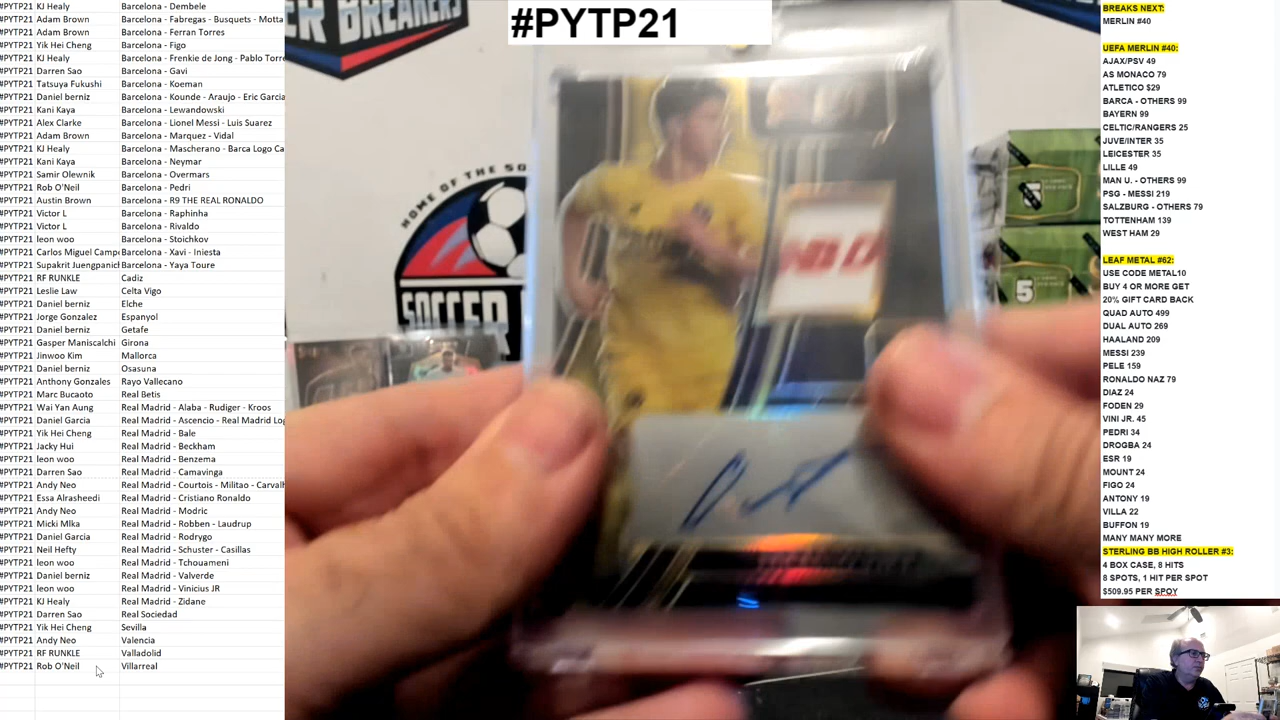 #PYTP21
#PYTP21 KJ Healy Barcelona - Dembele
#PYTP21 Adam Brown Barcelona - Fabregas - Busquets - Motta
#PYTP21 Adam Brown Barcelona - Ferran Torres
#PYTP21 Yik Hei Cheng Barcelona - Figo
#PYTP21 KJ Healy Barcelona - Frenkie de Jong - Pablo Torre
#PYTP21 Darren Sao Barcelona - Gavi
#PYTP21 Tatsuya Fukushi Barcelona - Koeman
#PYTP21 Daniel berniz Barcelona - Kounde - Araujo - Eric Garcia
#PYTP21 Kani Kaya Barcelona - Lewandowski
#PYTP21 Alex Clarke Barcelona - Lionel Messi - Luis Suarez
#PYTP21 Adam Brown Barcelona - Marquez - Vidal
#PYTP21 KJ Healy Barcelona - Mascherano - Barca Logo Ca
#PYTP21 Kani Kaya Barcelona - Neymar
#PYTP21 Samir Olewnik Barcelona - Overmars
#PYTP21 Rob O'Neil Barcelona - Pedri
#PYTP21 Austin Brown Barcelona - R9 THE REAL RONALDO
#PYTP21 Victor L Barcelona - Raphinha
#PYTP21 Victor L Barcelona - Rivaldo
#PYTP21 leon woo Barcelona - Stoichkov
#PYTP21 Carlos Miguel Campo Barcelona - Xavi - Iniesta
#PYTP21 Supakrit Juengpanich Barcelona - Yaya Toure
#PYTP21 RF RUNKLE Cadiz
#PYTP21 Leslie Law Celta Vigo
#PYTP21 Daniel berniz Elche
#PYTP21 Jorge Gonzalez Espanyol
#PYTP21 Daniel berniz Getafe
#PYTP21 Gasper Maniscalchi Girona
#PYTP21 Jinwoo Kim Mallorca
#PYTP21 Daniel berniz Osasuna
#PYTP21 Anthony Gonzales Rayo Vallecano
#PYTP21 Marc Bucaoto Real Betis
#PYTP21 Wai Yan Aung Real Madrid - Alaba - Rudiger - Kroos
#PYTP21 Daniel Garcia Real Madrid - Ascencio - Real Madrid Log
#PYTP21 Yik Hei Cheng Real Madrid - Bale
#PYTP21 Jacky Hui Real Madrid - Beckham
#PYTP21 leon woo Real Madrid - Benzema
#PYTP21 Darren Sao Real Madrid - Camavinga
#PYTP21 Andy Neo Real Madrid - Courtois - Militao - Carvalh
#PYTP21 Essa Alrasheedi Real Madrid - Cristiano Ronaldo
#PYTP21 Andy Neo Real Madrid - Modric
#PYTP21 Micki Mlka Real Madrid - Robben - Laudrup
#PYTP21 Daniel Garcia Real Madrid - Rodrygo
#PYTP21 Neil Hefty Real Madrid - Schuster - Casillas
#PYTP21 leon woo Real Madrid - Tchouameni
#PYTP21 Daniel berniz Real Madrid - Valverde
#PYTP21 leon woo Real Madrid - Vinicius JR
#PYTP21 KJ Healy Real Madrid - Zidane
#PYTP21 Darren Sao Real Sociedad
#PYTP21 Yik Hei Cheng Sevilla
#PYTP21 Andy Neo Valencia
#PYTP21 RF RUNKLE Valladolid
#PYTP21 Rob O'Neil Villarreal
HOME OF THE SO
SOCCER
BREAKERS
5
BREAKS NEXT:
MERLIN #40
UEFA MERLIN #40:
AJAX/PSV 49
AS MONACO 79
ATLETICO $29
BARCA - OTHERS 99
BAYERN 99
CELTIC/RANGERS 25
JUVE/INTER 35
LEICESTER 35
LILLE 49
MAN U. - OTHERS 99
PSG - MESSI 219
SALZBURG - OTHERS 79
TOTTENHAM 139
WEST HAM 29
LEAF METAL #62:
USE CODE METAL10
BUY 4 OR MORE GET
20% GIFT CARD BACK
QUAD AUTO 499
DUAL AUTO 269
HAALAND 209
MESSI 239
PELE 159
RONALDO NAZ 79
DIAZ 24
FODEN 29
VINI JR. 45
PEDRI 34
DROGBA 24
ESR 19
MOUNT 24
FIGO 24
ANTONY 19
VILLA 22
BUFFON 19
MANY MANY MORE
STERLING BB HIGH ROLLER #3:
4 BOX CASE, 8 HITS
8 SPOTS, 1 HIT PER SPOT
$509.95 PER SPOY